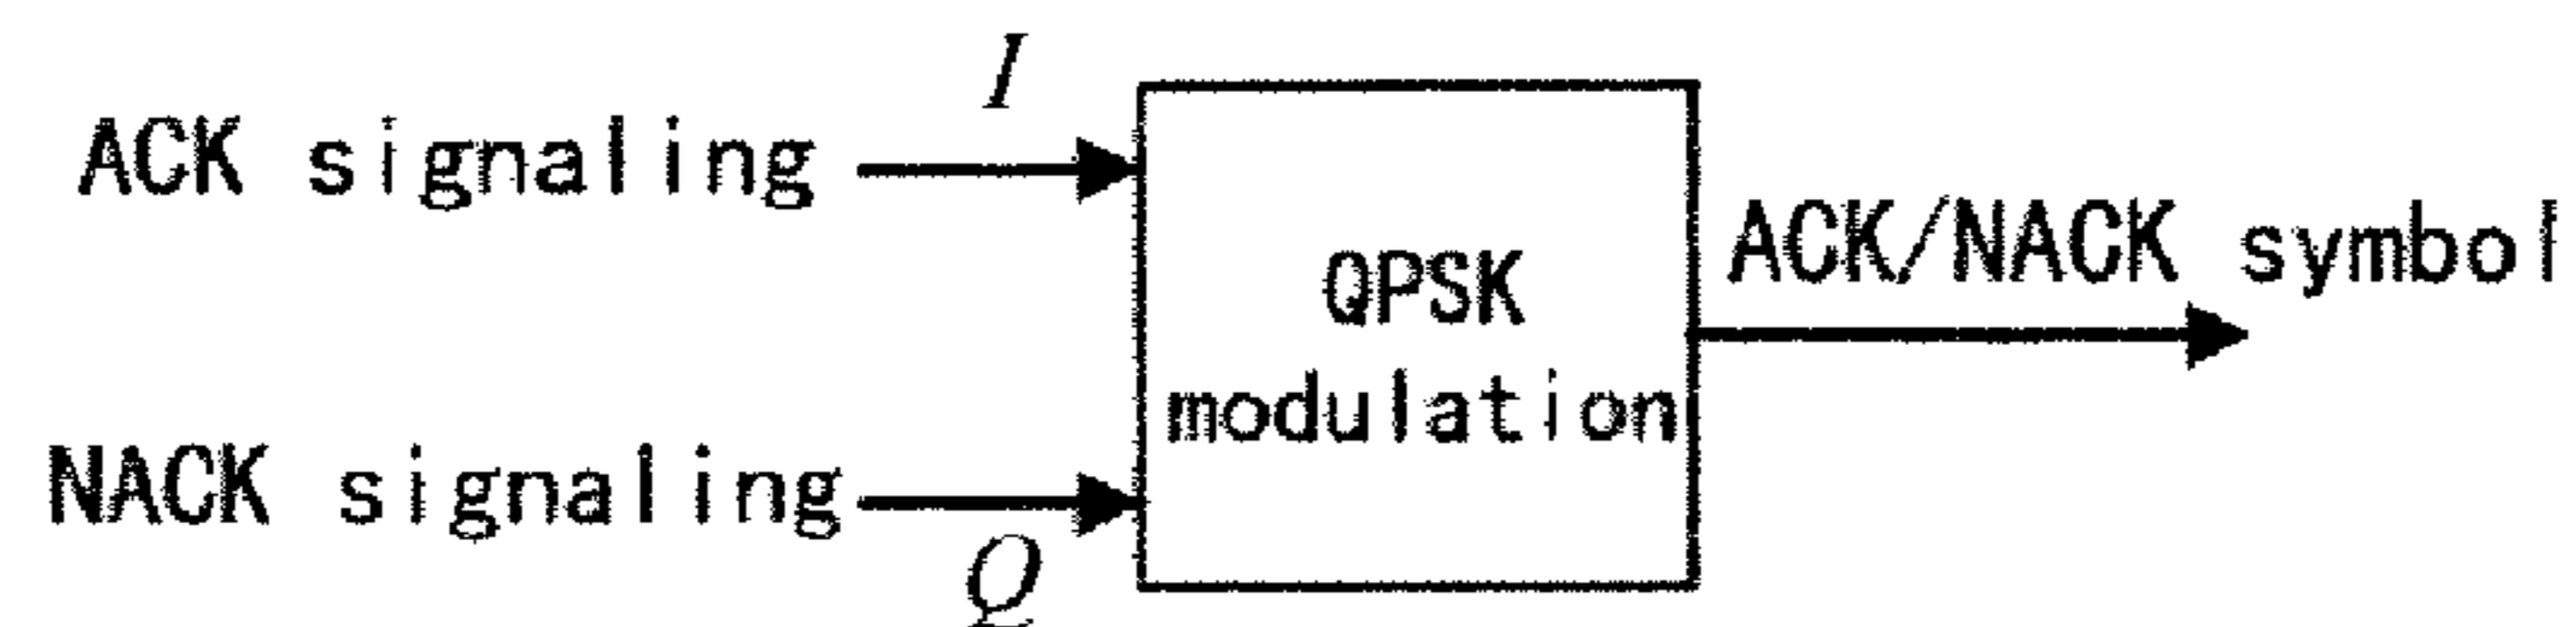 I
ACK signaling
QPSK
modulation
ACK/NACK symbol
NACK signaling
Q